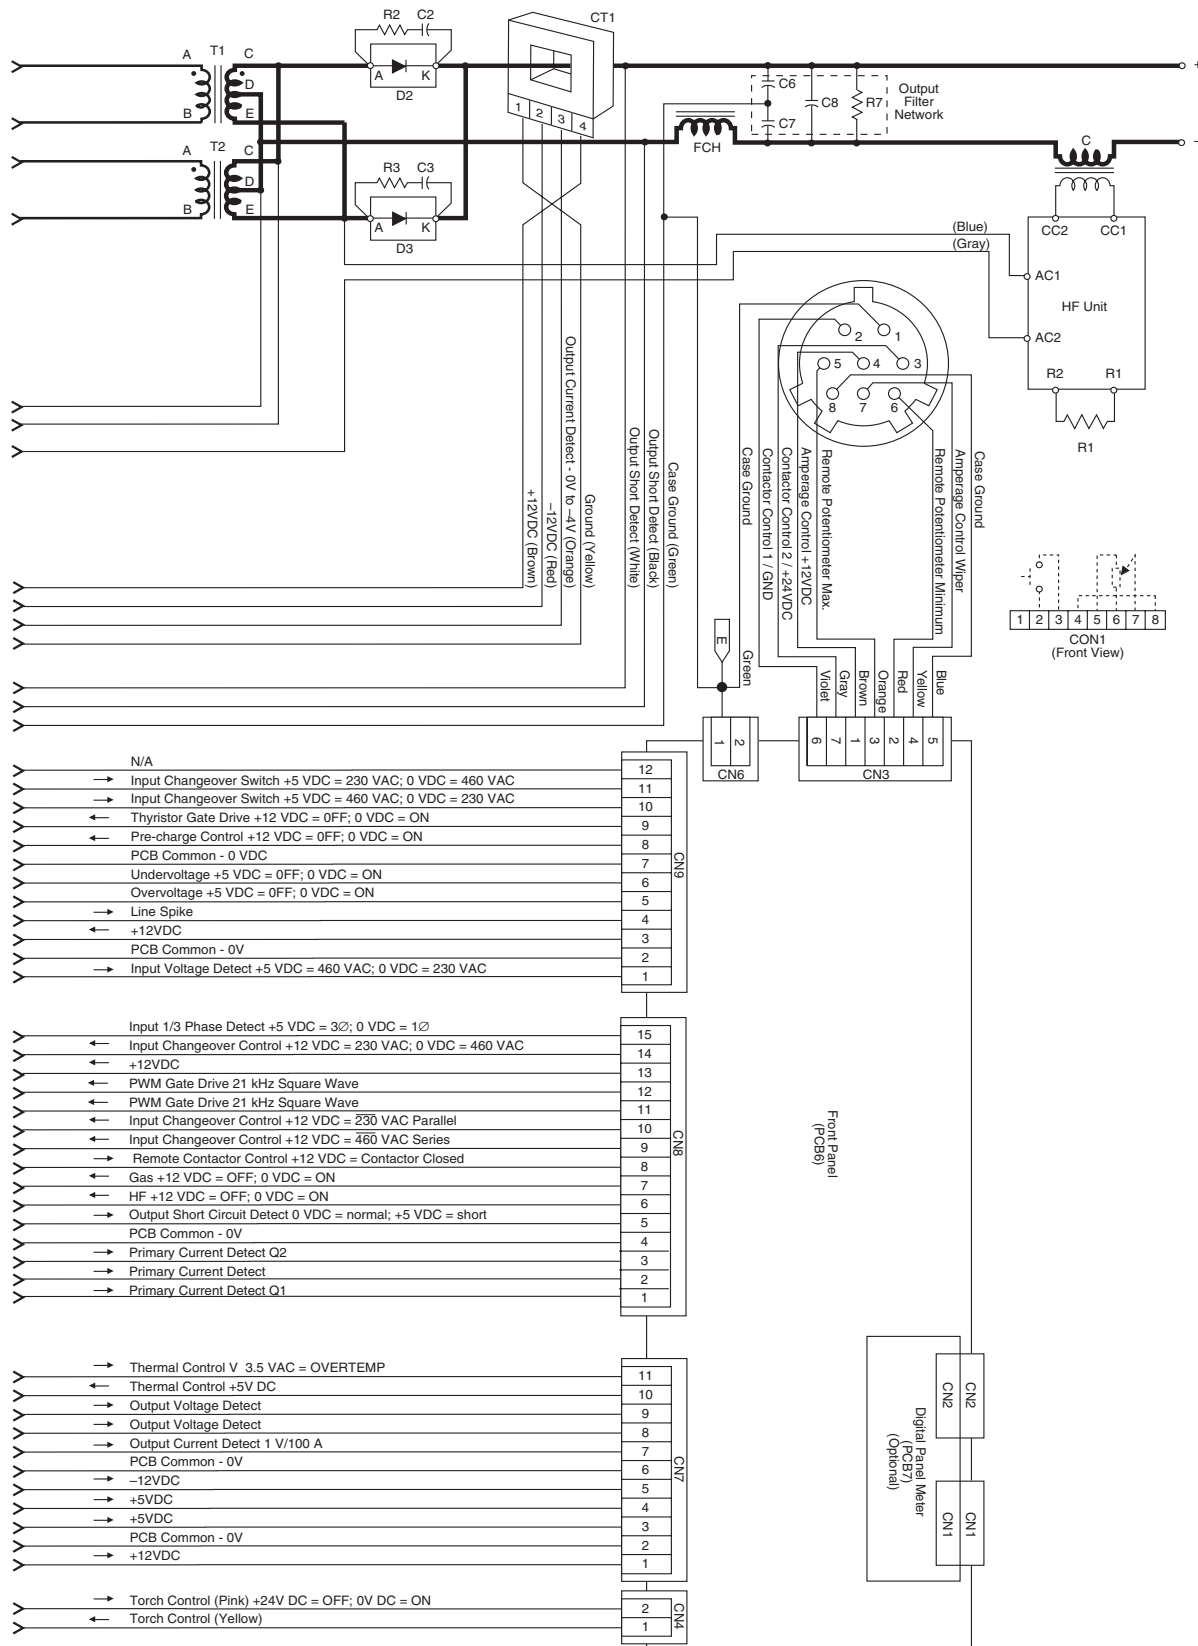 R2 C2
CT1
A T1 C
D
B E
A K
D2
1 2 3 4
C6
C7
C8
R7
Output
Filter
Network
+
FCH
C
–
A T2 C
D
B E
R3 C3
A K
D3
CC2 CC1
(Blue)
(Gray)
AC1
HF Unit
AC2
R2 R1
R1
2 1
5 4 3
8 7 6
+12VDC (Brown)
–12VDC (Red)
Output Current Detect - 0V to –4V (Orange)
Ground (Yellow)
Output Short Detect (White)
Output Short Detect (Black)
Case Ground (Green)
Case Ground
Contactor Control 1 / GND
Contactor Control 2 / +24VDC
Amperage Control +12VDC
Remote Potentiometer Max.
Remote Potentiometer Minimum
Amperage Control Wiper
Case Ground
1 2 3 4 5 6 7 8
CON1
(Front View)
E
Green
Violet
Gray
Brown
Orange
Red
Yellow
Blue
1 2
CN6
6 7 1 3 2 4 5
CN3
N/A 12
Input Changeover Switch +5 VDC = 230 VAC; 0 VDC = 460 VAC 11
Input Changeover Switch +5 VDC = 460 VAC; 0 VDC = 230 VAC 10
Thyristor Gate Drive +12 VDC = 0FF; 0 VDC = ON 9
Pre-charge Control +12 VDC = 0FF; 0 VDC = ON 8
PCB Common - 0 VDC 7
Undervoltage +5 VDC = 0FF; 0 VDC = ON 6
Overvoltage +5 VDC = 0FF; 0 VDC = ON 5
Line Spike 4
+12VDC 3
PCB Common - 0V 2
Input Voltage Detect +5 VDC = 460 VAC; 0 VDC = 230 VAC 1
CN9
Input 1/3 Phase Detect +5 VDC = 3∅; 0 VDC = 1∅ 15
Input Changeover Control +12 VDC = 230 VAC; 0 VDC = 460 VAC 14
+12VDC 13
PWM Gate Drive 21 kHz Square Wave 12
PWM Gate Drive 21 kHz Square Wave 11
Input Changeover Control +12 VDC = 2̅3̅0̅ VAC Parallel 10
Input Changeover Control +12 VDC = 4̅6̅0̅ VAC Series 9
Remote Contactor Control +12 VDC = Contactor Closed 8
Gas +12 VDC = OFF; 0 VDC = ON 7
HF +12 VDC = OFF; 0 VDC = ON 6
Output Short Circuit Detect 0 VDC = normal; +5 VDC = short 5
PCB Common - 0V 4
Primary Current Detect Q2 3
Primary Current Detect 2
Primary Current Detect Q1 1
CN8
Front Panel
(PCB6)
Thermal Control V 3.5 VAC = OVERTEMP 11
Thermal Control +5V DC 10
Output Voltage Detect 9
Output Voltage Detect 8
Output Current Detect 1 V/100 A 7
PCB Common - 0V 6
–12VDC 5
+5VDC 4
+5VDC 3
PCB Common - 0V 2
+12VDC 1
CN7
Digital Panel Meter
(PCB7)
(Optional)
CN2 CN2
CN1 CN1
Torch Control (Pink) +24V DC = OFF; 0V DC = ON 2
Torch Control (Yellow) 1
CN4